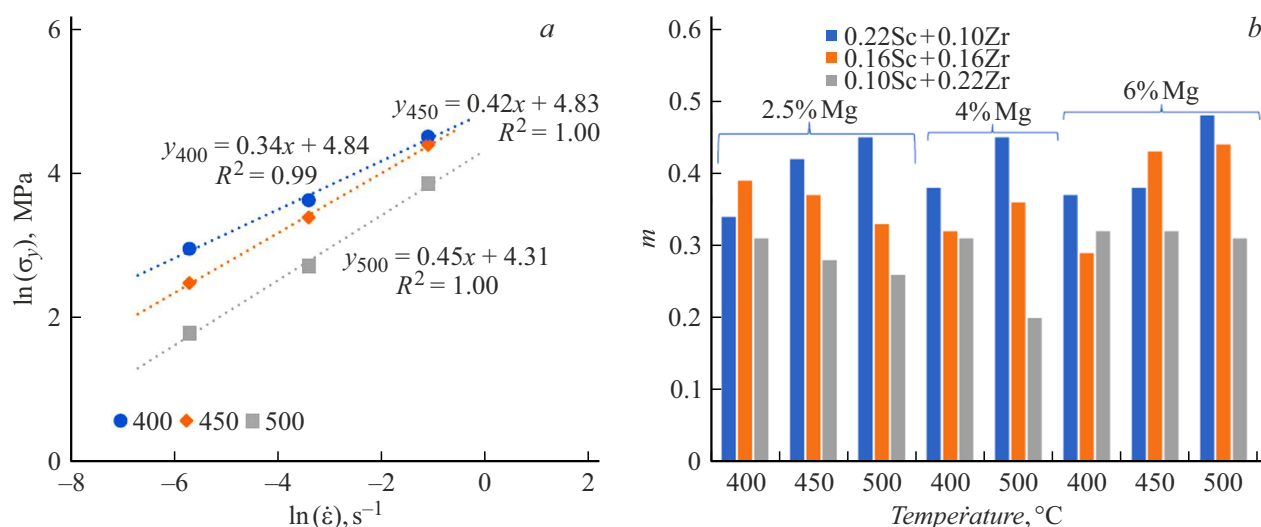 a
6
4
2
0
ln(σy), MPa
y450 = 0.42x + 4.83
R² = 1.00
y400 = 0.34x + 4.84
R² = 0.99
y500 = 0.45x + 4.31
R² = 1.00
400 450 500
–8 –6 –4 –2 0 2
ln(ε̇), s⁻¹
b
0.6
0.5
0.4
0.3
0.2
0.1
0
m
0.22Sc+0.10Zr
0.16Sc+0.16Zr
0.10Sc+0.22Zr
2.5% Mg 4% Mg 6% Mg
400 450 500 400 500 400 450 500
Temperature, °C